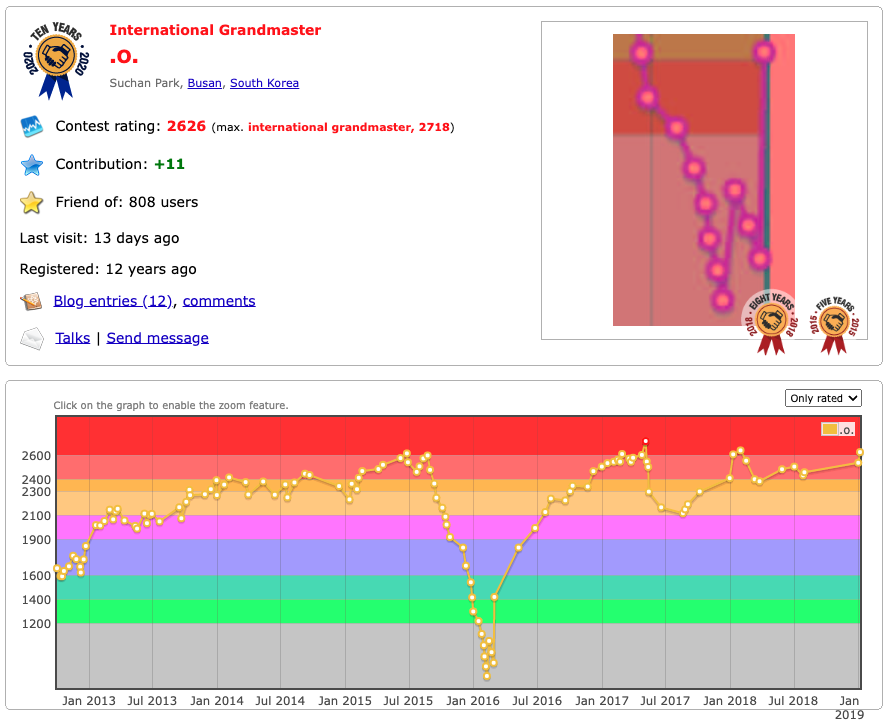 TEN YEARS
2020 2020
International Grandmaster
.o.
Suchan Park, Busan, South Korea
Contest rating: 2626 (max. international grandmaster, 2718)
Contribution: +11
Friend of: 808 users
Last visit: 13 days ago
Registered: 12 years ago
Blog entries (12), comments
Talks | Send message
EIGHT YEARS
2018 2018
FIVE YEARS
2015 2015
Click on the graph to enable the zoom feature.
Only rated
.o.
2600
2400
2300
2100
1900
1600
1400
1200
Jan 2013 Jul 2013 Jan 2014 Jul 2014 Jan 2015 Jul 2015 Jan 2016 Jul 2016 Jan 2017 Jul 2017 Jan 2018 Jul 2018 Jan 2019